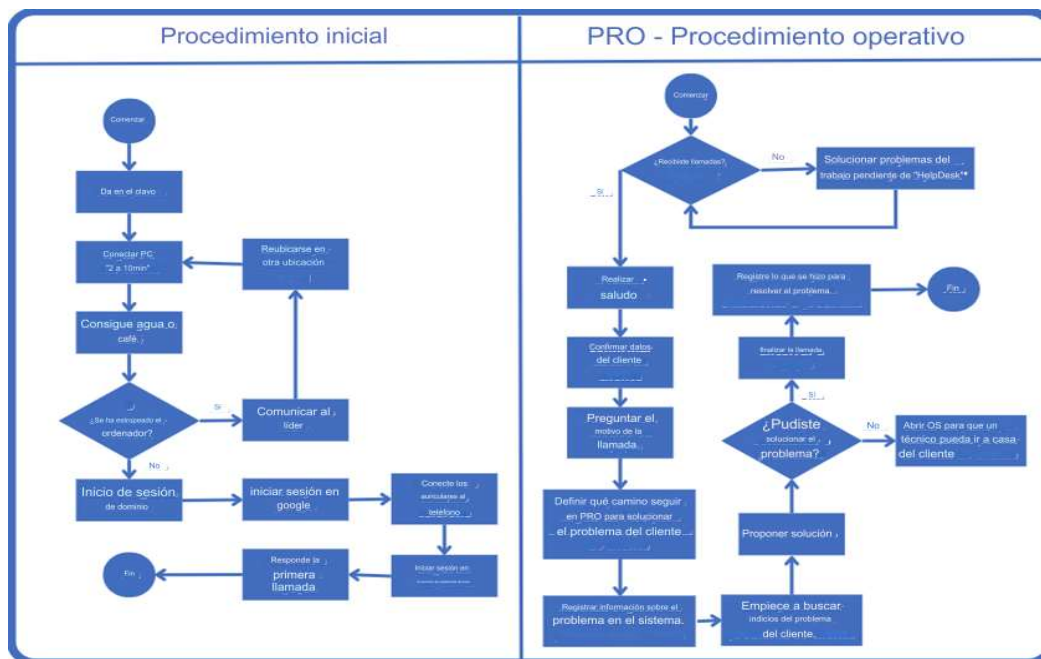 Procedimiento inicial
Comenzar
Da en el clavo
Conectar PC
"2 a 10min"
Reubicarse en
otra ubicación
Consigue agua o
café.
¿Se ha estropeado el
ordenador?
Sí
Comunicar al
líder
No
Inicio de sesión
de dominio
iniciar sesión en
google
Conecte los
auriculares al
teléfono
Iniciar sesión en
Responde la
primera
llamada
Fin
PRO - Procedimiento operativo
Comenzar
¿Recibiste llamadas?
No
Solucionar problemas del
trabajo pendiente de "HelpDesk"*
Sí
Realizar
saludo
Confirmar datos
del cliente
Preguntar el
motivo de la
llamada
Definir qué camino seguir
en PRO para solucionar
el problema del cliente
Registrar información sobre el
problema en el sistema.
Empiece a buscar
indicios del problema
del cliente.
Proponer solución
¿Pudiste
solucionar el
problema?
No
Abrir OS para que un
técnico pueda ir a casa
del cliente
Sí
finalizar la llamada
Registre lo que se hizo para
resolver el problema.
Fin